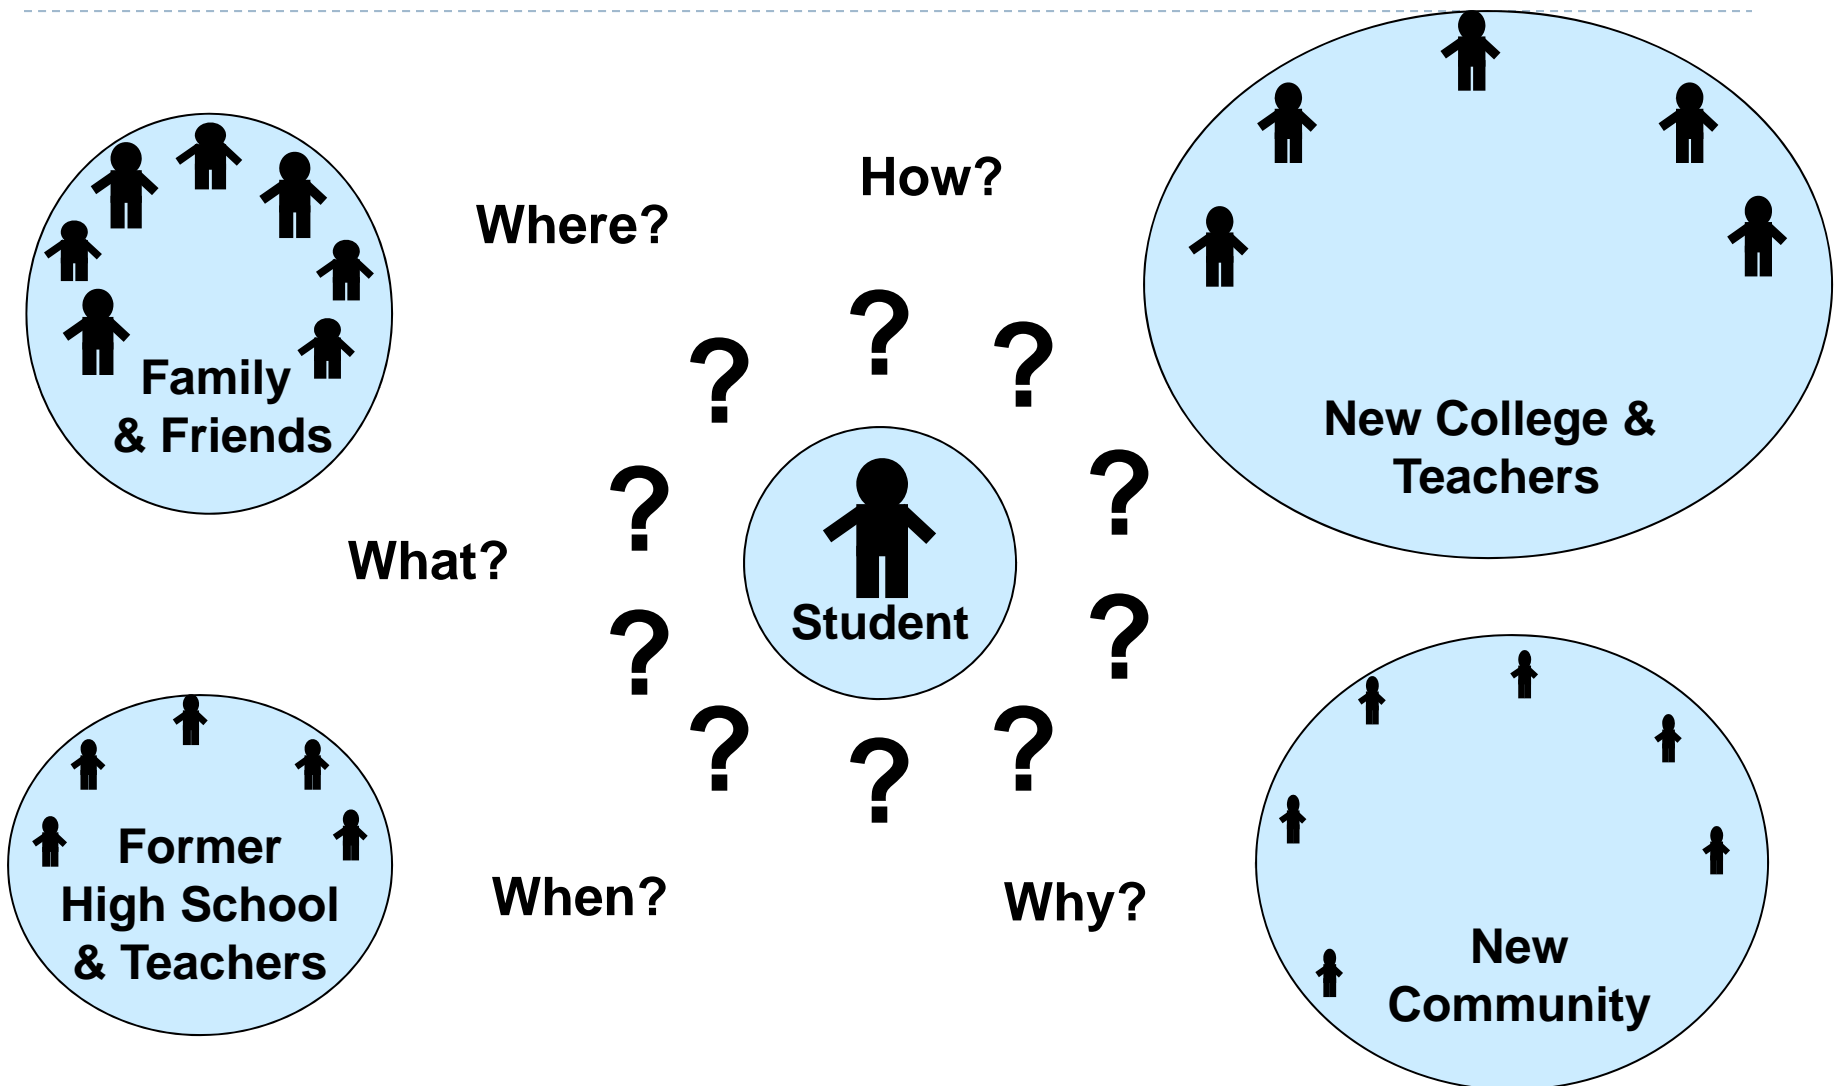 How?
Where?
Family
& Friends
New College &
Teachers
?
?
?
?
?
What?
Student
?
?
?
?
?
Former
High School
& Teachers
When?
Why?
New
Community